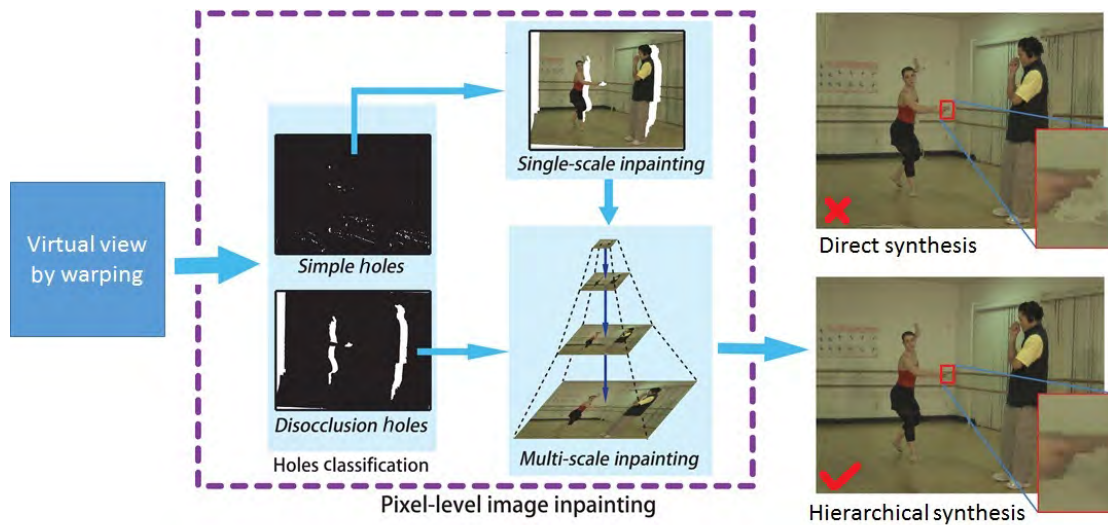 Virtual view
by warping
Simple holes
Disocclusion holes
Holes classification
Single-scale inpainting
Multi-scale inpainting
Pixel-level image inpainting
Direct synthesis
Hierarchical synthesis